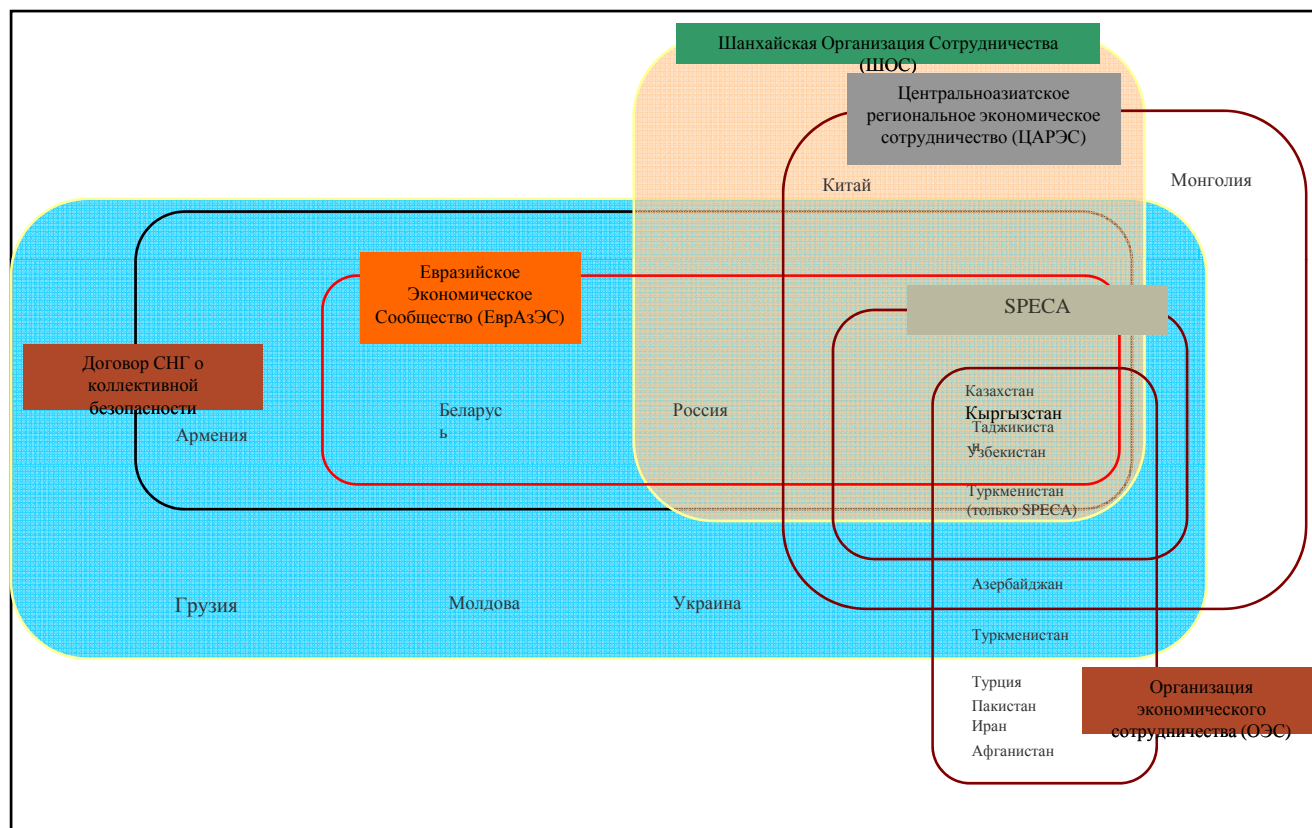 Шанхайская Организация Сотрудничества
(ШОС)
Центральноазиатское
региональное экономическое
сотрудничество (ЦАРЭС)
Китай
Монголия
Евразийское
Экономическое
Сообщество (ЕврАзЭС)
SPECA
Договор СНГ о
коллективной
безопасности
Армения
Беларус
ь
Россия
Казахстан
Кыргызстан
Таджикиста
н
Узбекистан
Туркменистан
(только SPECA)
Азербайджан
Грузия
Молдова
Украина
Туркменистан
Турция
Пакистан
Иран
Афганистан
Организация
экономического
сотрудничества (ОЭС)